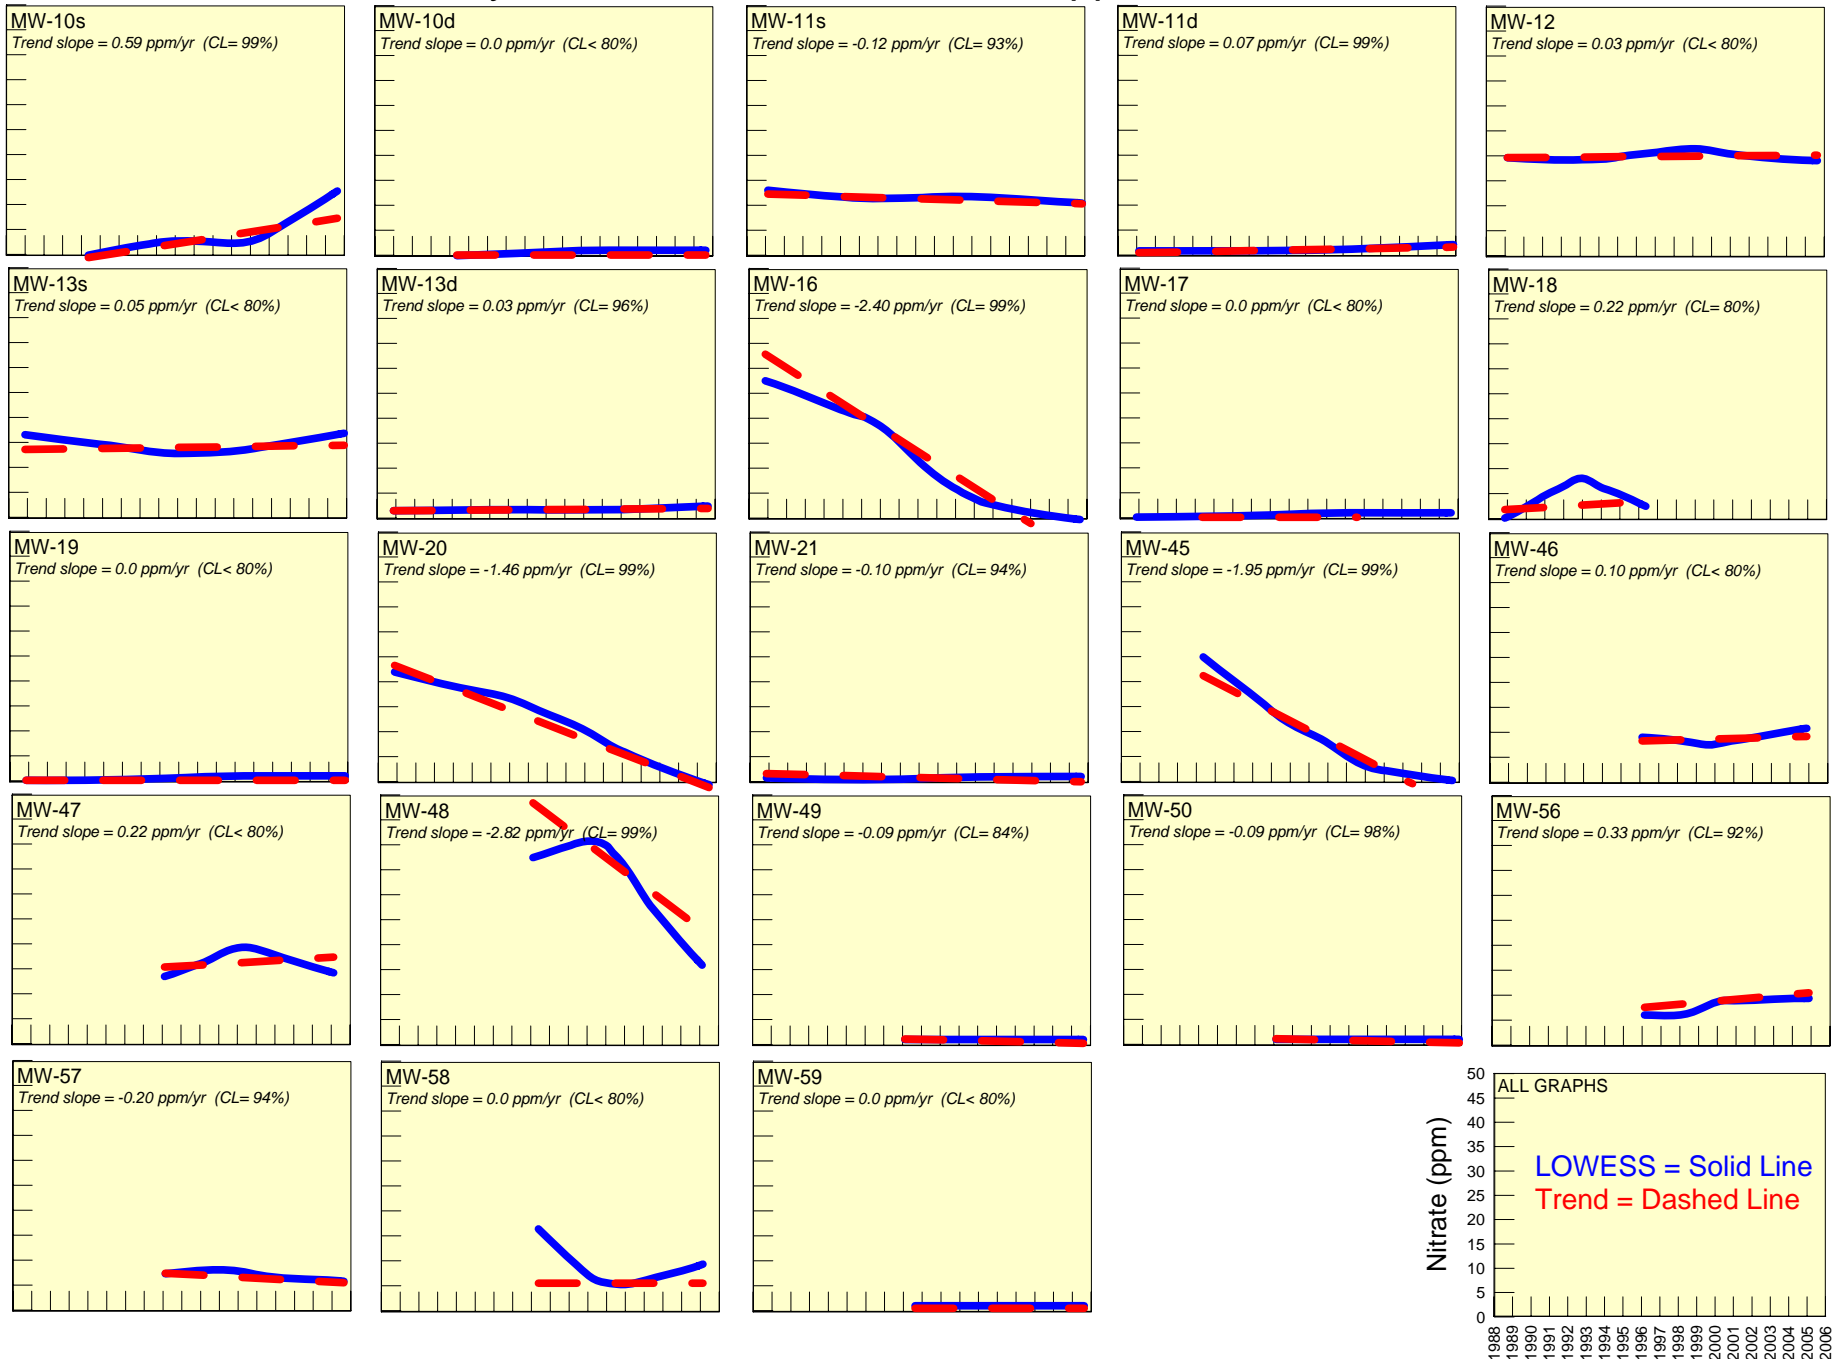 MW-10s
Trend slope = 0.59 ppm/yr (CL= 99%)
MW-10d
Trend slope = 0.0 ppm/yr (CL< 80%)
MW-11s
Trend slope = -0.12 ppm/yr (CL= 93%)
MW-11d
Trend slope = 0.07 ppm/yr (CL= 99%)
MW-12
Trend slope = 0.03 ppm/yr (CL< 80%)
MW-13s
Trend slope = 0.05 ppm/yr (CL< 80%)
MW-13d
Trend slope = 0.03 ppm/yr (CL= 96%)
MW-16
Trend slope = -2.40 ppm/yr (CL= 99%)
MW-17
Trend slope = 0.0 ppm/yr (CL< 80%)
MW-18
Trend slope = 0.22 ppm/yr (CL= 80%)
MW-19
Trend slope = 0.0 ppm/yr (CL< 80%)
MW-20
Trend slope = -1.46 ppm/yr (CL= 99%)
MW-21
Trend slope = -0.10 ppm/yr (CL= 94%)
MW-45
Trend slope = -1.95 ppm/yr (CL= 99%)
MW-46
Trend slope = 0.10 ppm/yr (CL< 80%)
MW-47
Trend slope = 0.22 ppm/yr (CL< 80%)
MW-48
Trend slope = -2.82 ppm/yr (CL= 99%)
MW-49
Trend slope = -0.09 ppm/yr (CL= 84%)
MW-50
Trend slope = -0.09 ppm/yr (CL= 98%)
MW-56
Trend slope = 0.33 ppm/yr (CL= 92%)
MW-57
Trend slope = -0.20 ppm/yr (CL= 94%)
MW-58
Trend slope = 0.0 ppm/yr (CL< 80%)
MW-59
Trend slope = 0.0 ppm/yr (CL< 80%)
ALL GRAPHS
LOWESS = Solid Line
Trend = Dashed Line
Nitrate (ppm)
50
45
40
35
30
25
20
15
10
5
0
1988
1989
1990
1991
1992
1993
1994
1995
1996
1997
1998
1999
2000
2001
2002
2003
2004
2005
2006